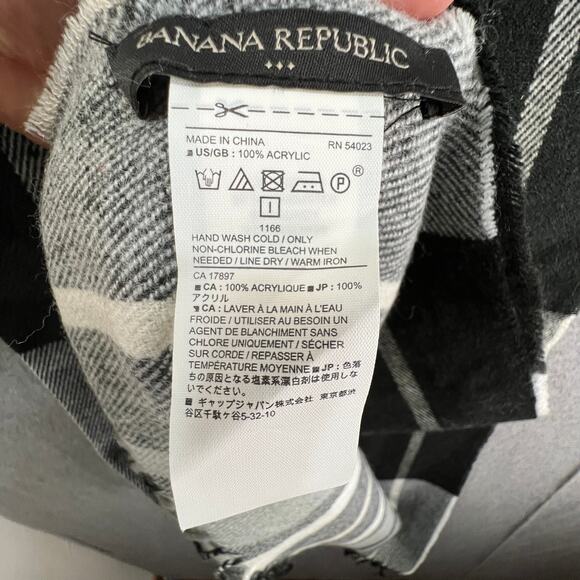 BANANA REPUBLIC
MADE IN CHINA RN 54023
US/GB : 100% ACRYLIC
P ®
I
1166
HAND WASH COLD / ONLY
NON-CHLORINE BLEACH WHEN
NEEDED / LINE DRY / WARM IRON
CA 17897
CA : 100% ACRYLIQUE JP : 100%
アクリル
CA : LAVER À LA MAIN À L'EAU
FROIDE / UTILISER AU BESOIN UN
AGENT DE BLANCHIMENT SANS
CHLORE UNIQUEMENT / SÉCHER
SUR CORDE / REPASSER À
TEMPÉRATURE MOYENNE JP : 色落
ちの原因となる塩素系漂白剤は使用しな
いでください。
ギャップジャパン株式会社 東京都渋
谷区千駄ケ谷5-32-10